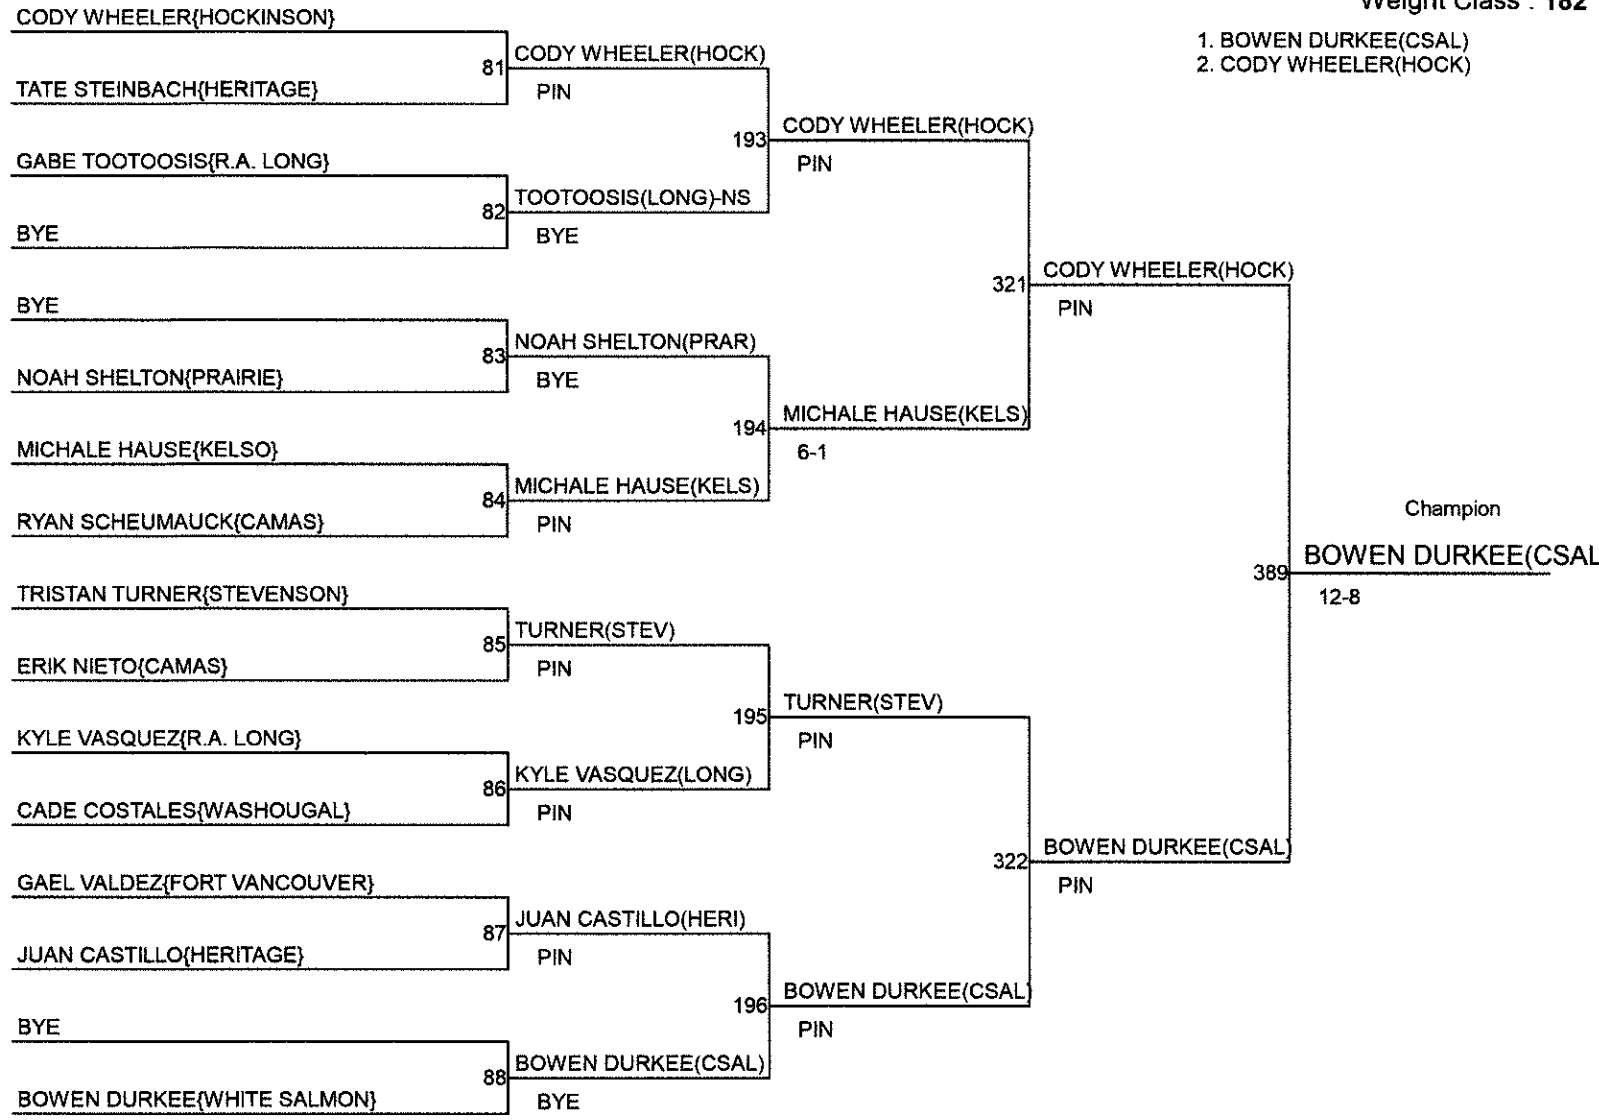 Weight Class : 182
1. BOWEN DURKEE(CSAL)
2. CODY WHEELER(HOCK)
CODY WHEELER{HOCKINSON}
81
CODY WHEELER(HOCK)
PIN
TATE STEINBACH{HERITAGE}
193
CODY WHEELER(HOCK)
PIN
GABE TOOTOOSIS{R.A. LONG}
82
TOOTOOSIS(LONG)-NS
BYE
BYE
321
CODY WHEELER(HOCK)
PIN
BYE
83
NOAH SHELTON(PRAR)
BYE
NOAH SHELTON{PRAIRIE}
194
MICHALE HAUSE(KELS)
6-1
MICHALE HAUSE{KELSO}
84
MICHALE HAUSE(KELS)
PIN
RYAN SCHEUMAUCK{CAMAS}
Champion
389
BOWEN DURKEE(CSAL
12-8
TRISTAN TURNER{STEVENSON}
85
TURNER(STEV)
PIN
ERIK NIETO{CAMAS}
195
TURNER(STEV)
PIN
KYLE VASQUEZ{R.A. LONG}
86
KYLE VASQUEZ(LONG)
PIN
CADE COSTALES{WASHOUGAL}
322
BOWEN DURKEE(CSAL)
PIN
GAEL VALDEZ{FORT VANCOUVER}
87
JUAN CASTILLO(HERI)
PIN
JUAN CASTILLO{HERITAGE}
196
BOWEN DURKEE(CSAL)
PIN
BYE
88
BOWEN DURKEE(CSAL)
BYE
BOWEN DURKEE{WHITE SALMON}